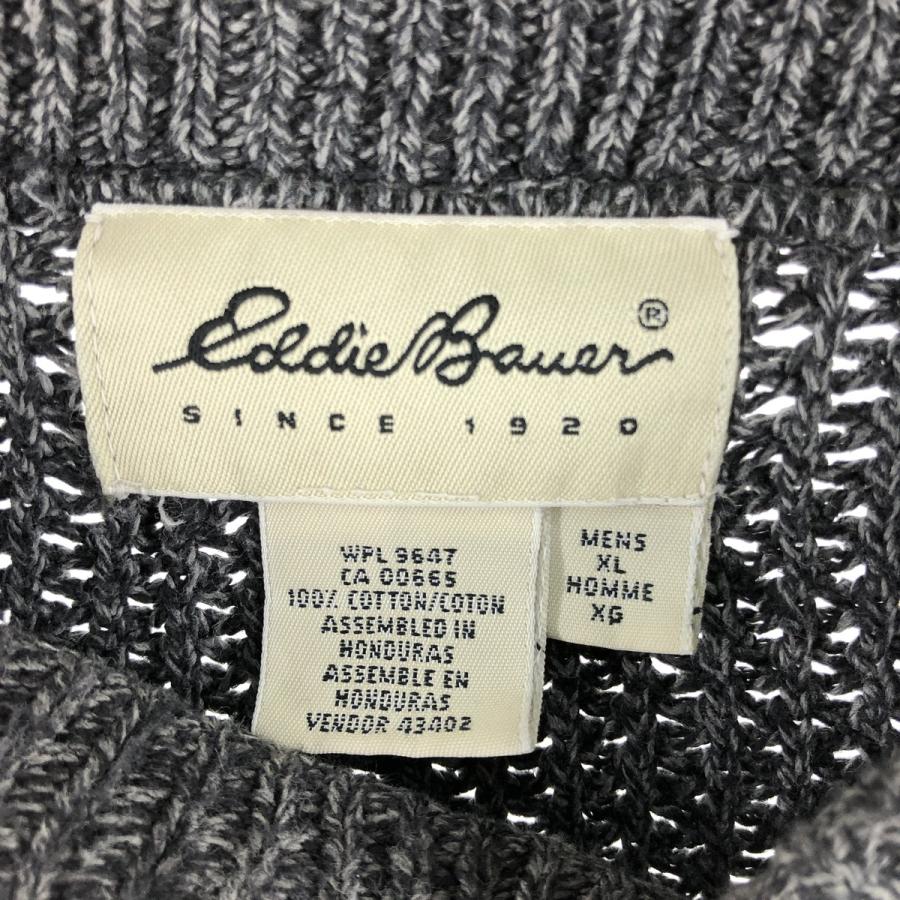 Eddie Bauer®
SINCE 1920
WPL 9647
CA 00665
100% COTTON/COTON
ASSEMBLED IN
HONDURAS
ASSEMBLE EN
HONDURAS
VENDOR 43402
MENS
XL
HOMME
XG